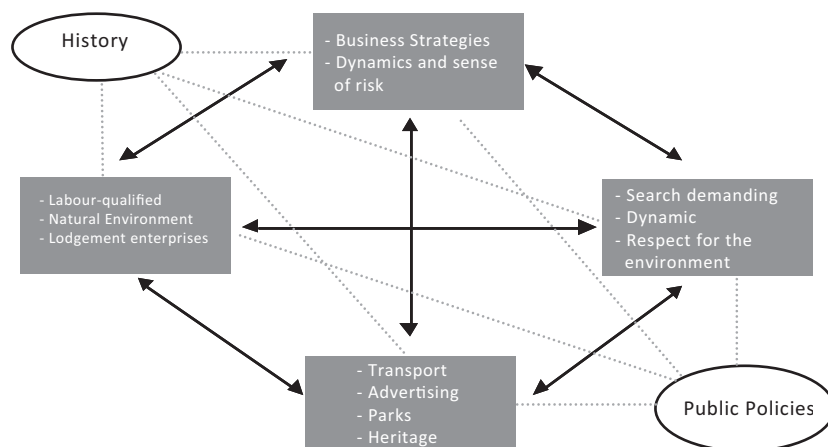 History
- Business Strategies
- Dynamics and sense
of risk
- Labour-qualified
- Natural Environment
- Lodgement enterprises
- Search demanding
- Dynamic
- Respect for the
environment
- Transport
- Advertising
- Parks
- Heritage
Public Policies